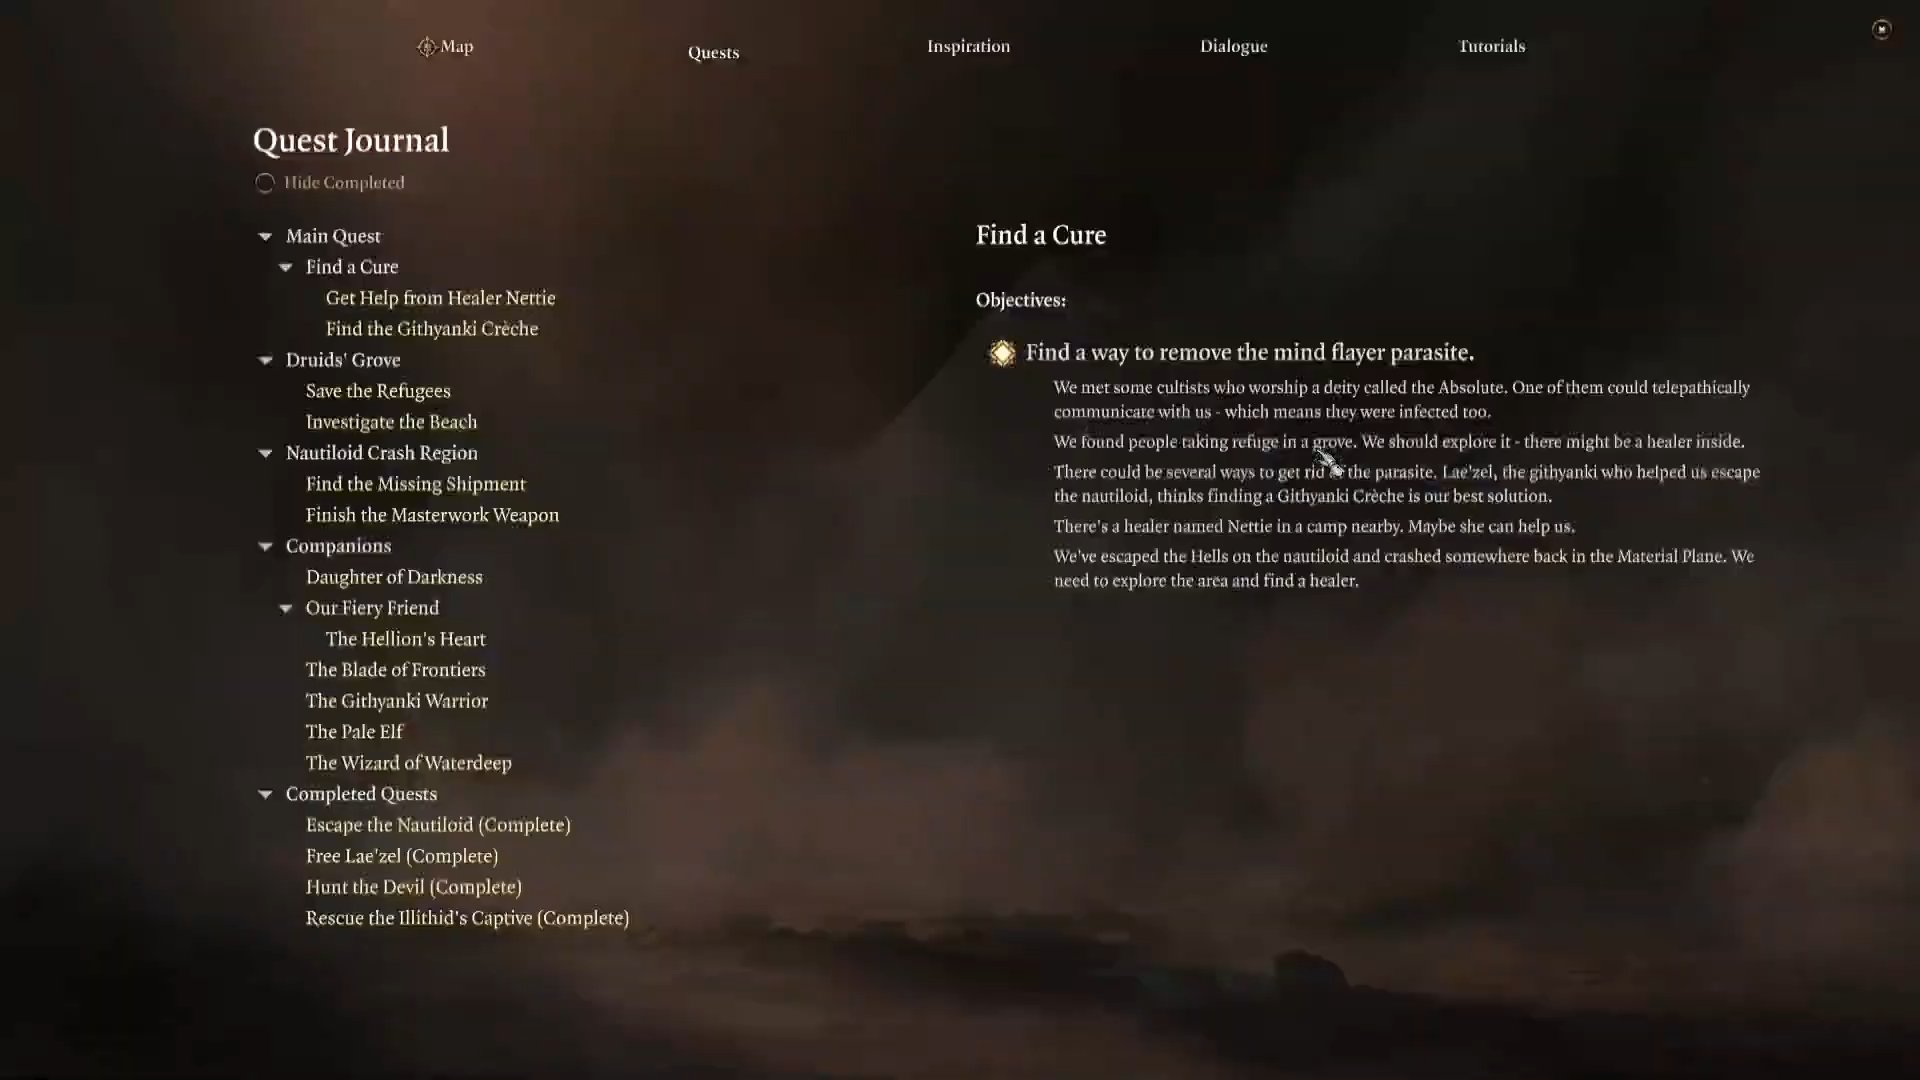 Map
Quests
Inspiration
Dialogue
Tutorials
Quest Journal
Hide Completed
Main Quest
Find a Cure
Get Help from Healer Nettie
Find the Githyanki Crèche
Druids' Grove
Save the Refugees
Investigate the Beach
Nautiloid Crash Region
Find the Missing Shipment
Finish the Masterwork Weapon
Companions
Daughter of Darkness
Our Fiery Friend
The Hellion's Heart
The Blade of Frontiers
The Githyanki Warrior
The Pale Elf
The Wizard of Waterdeep
Completed Quests
Escape the Nautiloid (Complete)
Free Lae'zel (Complete)
Hunt the Devil (Complete)
Rescue the Illithid's Captive (Complete)
Find a Cure
Objectives:
Find a way to remove the mind flayer parasite.
We met some cultists who worship a deity called the Absolute. One of them could telepathically
communicate with us - which means they were infected too.
We found people taking refuge in a grove. We should explore it - there might be a healer inside.
There could be several ways to get rid of the parasite. Lae'zel, the githyanki who helped us escape
the nautiloid, thinks finding a Githyanki Crèche is our best solution.
There's a healer named Nettie in a camp nearby. Maybe she can help us.
We've escaped the Hells on the nautiloid and crashed somewhere back in the Material Plane. We
need to explore the area and find a healer.